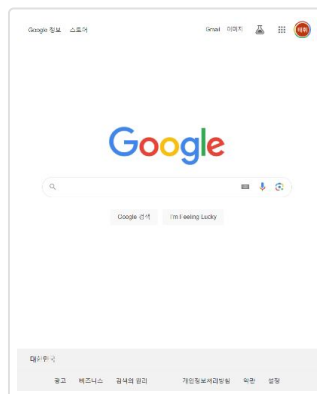 Google 정보 스토어 Gmail 이미지 태휘
Google
Google 검색 I'm Feeling Lucky
대한민국
광고 비즈니스 검색의 원리 개인정보처리방침 약관 설정